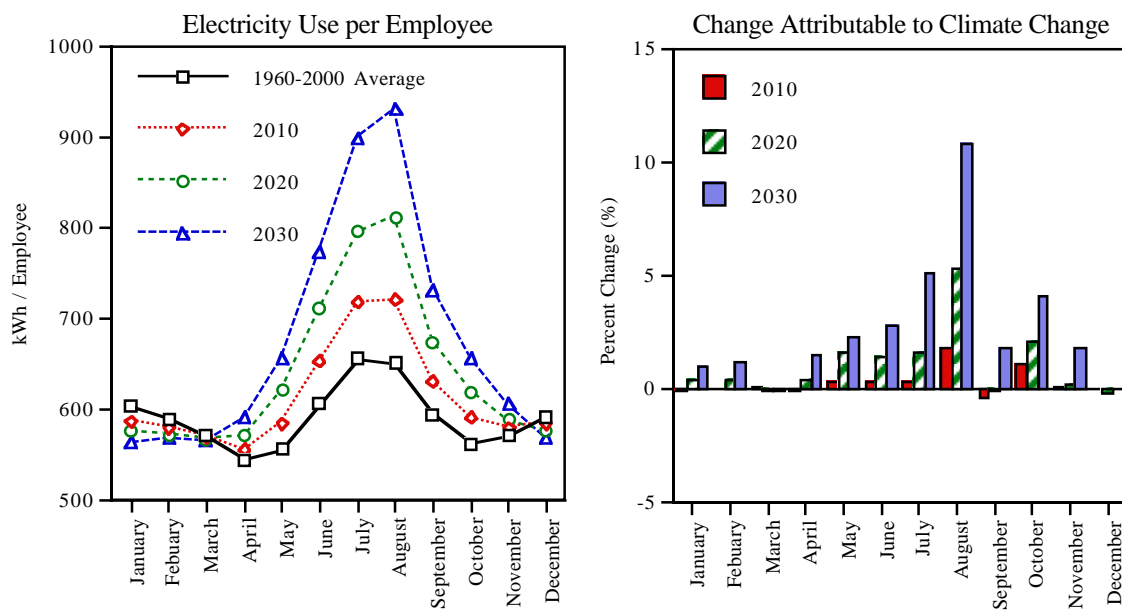 Electricity Use per Employee
1000
900
800
700
600
500
kWh / Employee
1960-2000 Average
2010
2020
2030
January
Febuary
March
April
May
June
July
August
September
October
November
December
Change Attributable to Climate Change
15
10
5
0
-5
Percent Change (%)
2010
2020
2030
January
Febuary
March
April
May
June
July
August
September
October
November
December